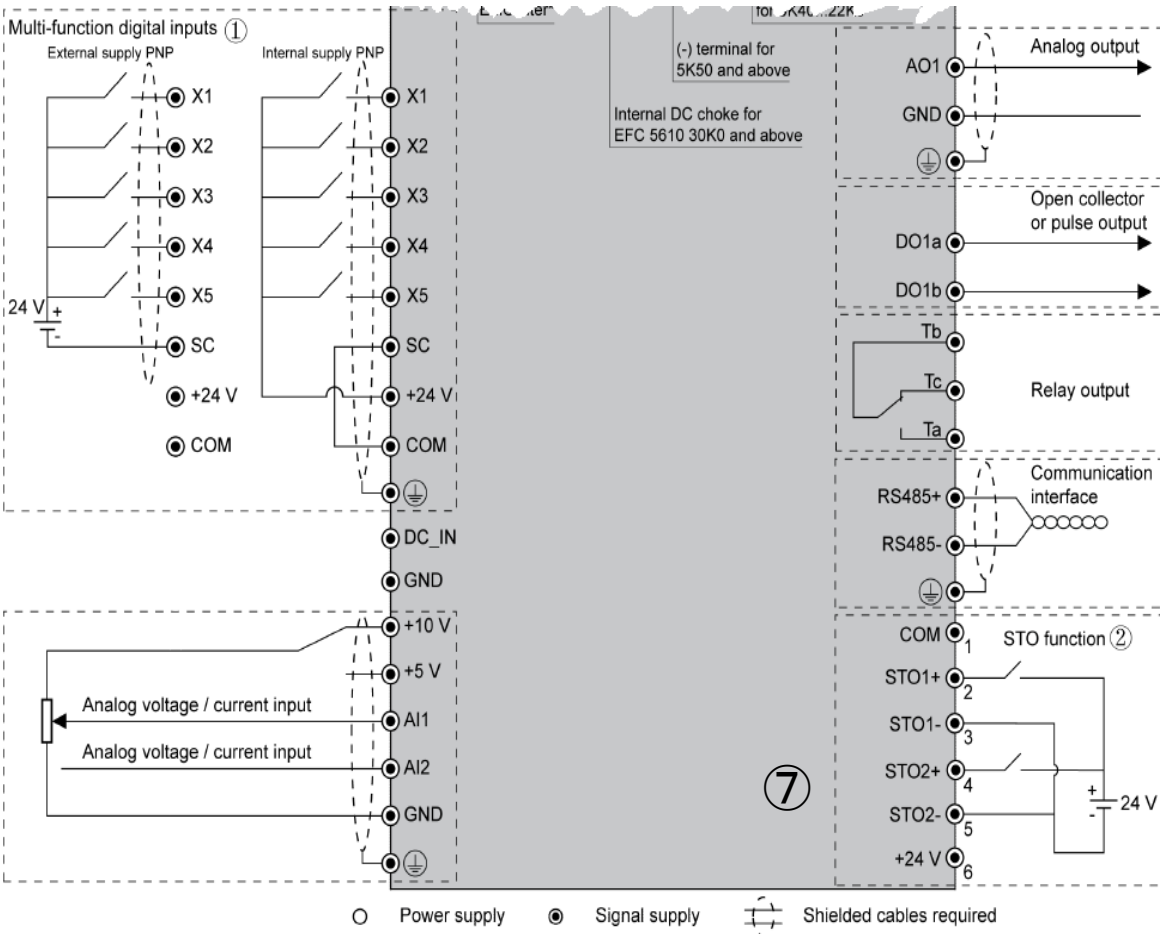 Multi-function digital inputs ①
External supply PNP
Internal supply PNP
X1
X2
X3
X4
X5
24 V
+
-
SC
+24 V
COM
X1
X2
X3
X4
X5
SC
+24 V
COM
DC_IN
GND
+10 V
+5 V
Analog voltage / current input
AI1
Analog voltage / current input
AI2
GND
(-) terminal for
5K50 and above
Internal DC choke for
EFC 5610 30K0 and above
⑦
AO1
Analog output
GND
Open collector
or pulse output
DO1a
DO1b
Tb
Tc
Relay output
Ta
Communication
interface
RS485+
RS485-
COM
1
STO function ②
STO1+
2
STO1-
3
STO2+
4
+
24 V
-
STO2-
5
+24 V
6
Power supply
Signal supply
Shielded cables required